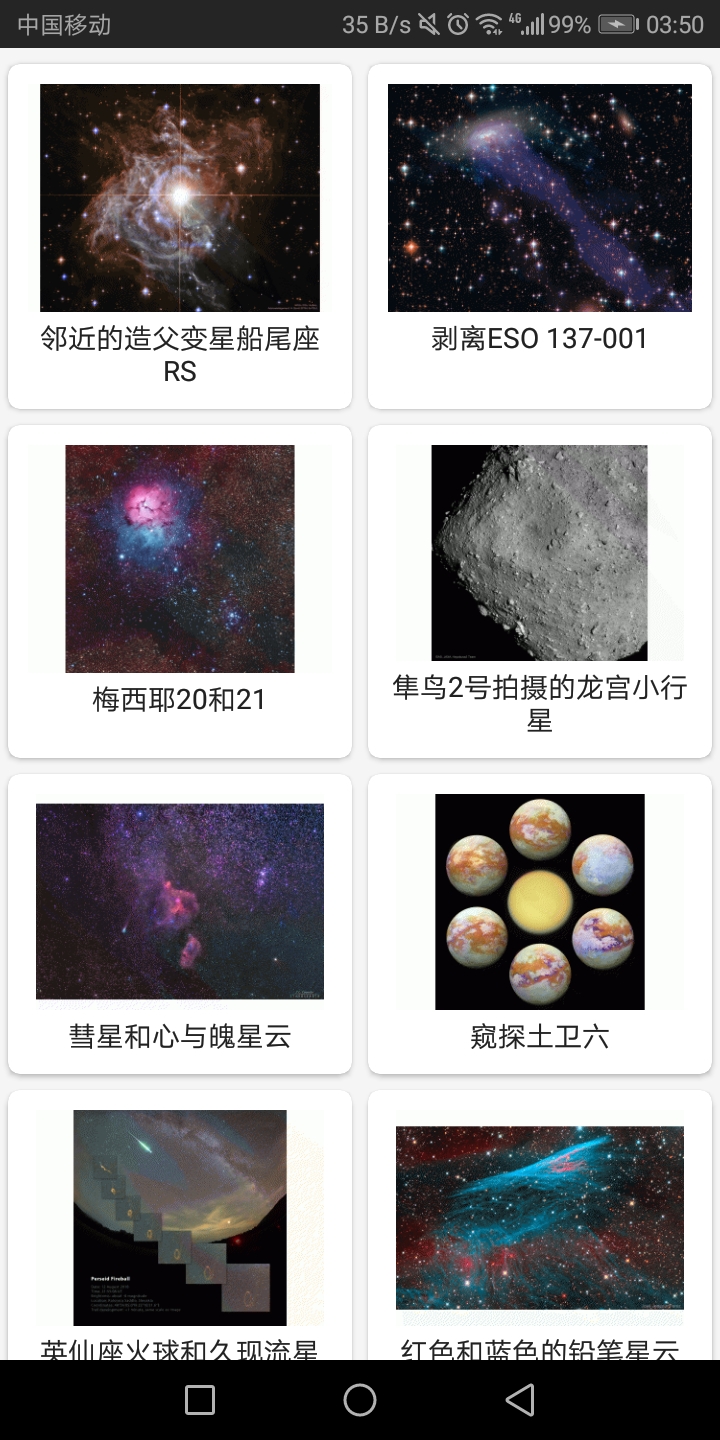 中国移动 35 B/s 4G 99% 03:50
邻近的造父变星船尾座
RS
剥离ESO 137-001
梅西耶20和21
隼鸟2号拍摄的龙宫小行
星
彗星和心与魄星云
窥探土卫六
Perseid Fireball
英仙座火球和久现流星
红色和蓝色的铅笔星云